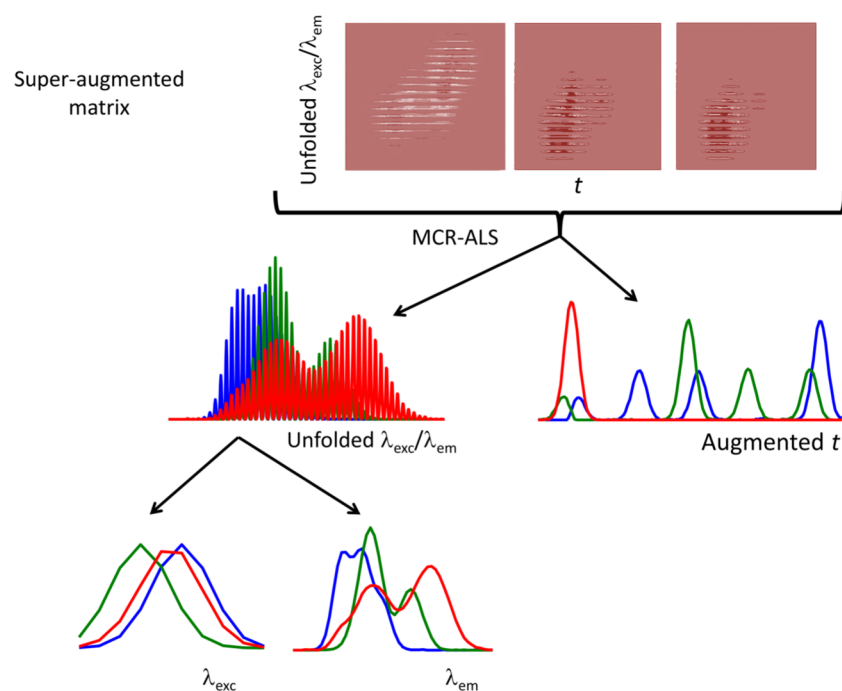 Super-augmented
matrix
Unfolded λexc/λem
t
MCR-ALS
Unfolded λexc/λem
Augmented t
λexc
λem